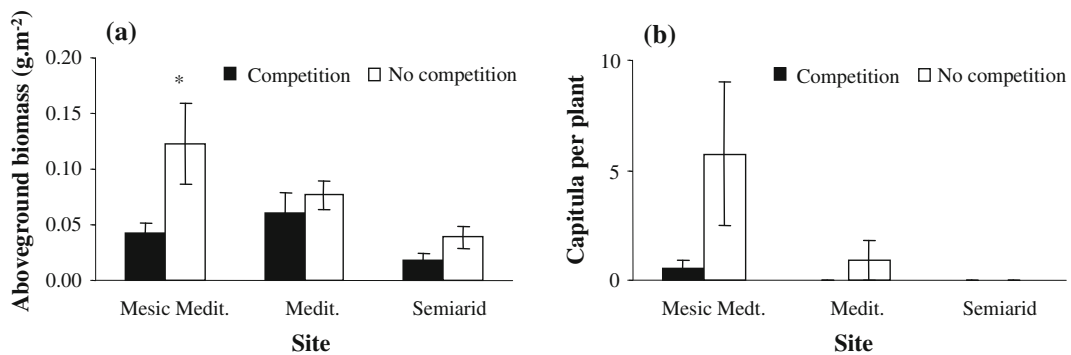 (a)
Aboveground biomass (g.m-2)
0.20
0.15
0.10
0.05
0.00
Competition
No competition
*
Mesic Medit.
Medit.
Semiarid
Site
(b)
Capitula per plant
10
5
0
Competition
No competition
Mesic Medt.
Medit.
Semiarid
Site